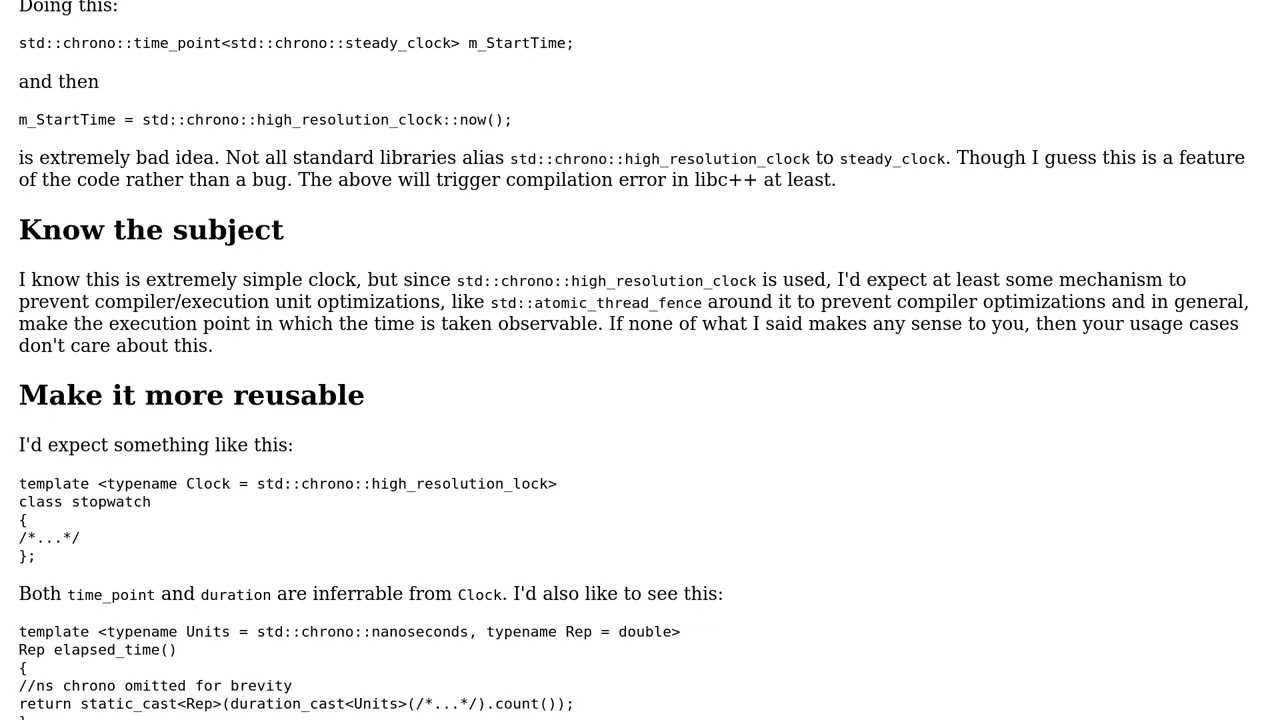 Doing this:
std::chrono::time_point<std::chrono::steady_clock> m_StartTime;
and then
m_StartTime = std::chrono::high_resolution_clock::now();
is extremely bad idea. Not all standard libraries alias std::chrono::high_resolution_clock to steady_clock. Though I guess this is a feature
of the code rather than a bug. The above will trigger compilation error in libc++ at least.
Know the subject
I know this is extremely simple clock, but since std::chrono::high_resolution_clock is used, I'd expect at least some mechanism to
prevent compiler/execution unit optimizations, like std::atomic_thread_fence around it to prevent compiler optimizations and in general,
make the execution point in which the time is taken observable. If none of what I said makes any sense to you, then your usage cases
don't care about this.
Make it more reusable
I'd expect something like this:
template <typename Clock = std::chrono::high_resolution_lock>
class stopwatch
{
/*...*/
};
Both time_point and duration are inferrable from Clock. I'd also like to see this:
template <typename Units = std::chrono::nanoseconds, typename Rep = double>
Rep elapsed_time()
{
//ns chrono omitted for brevity
return static_cast<Rep>(duration_cast<Units>(/*...*/).count());
}